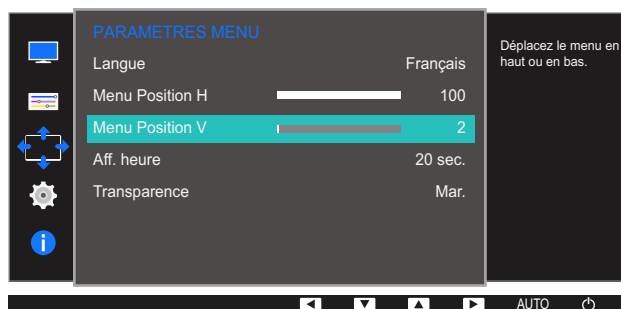 PARAMETRES MENU
Langue Français
Menu Position H 100
Menu Position V 2
Aff. heure 20 sec.
Transparence Mar.
Déplacez le menu en
haut ou en bas.
AUTO